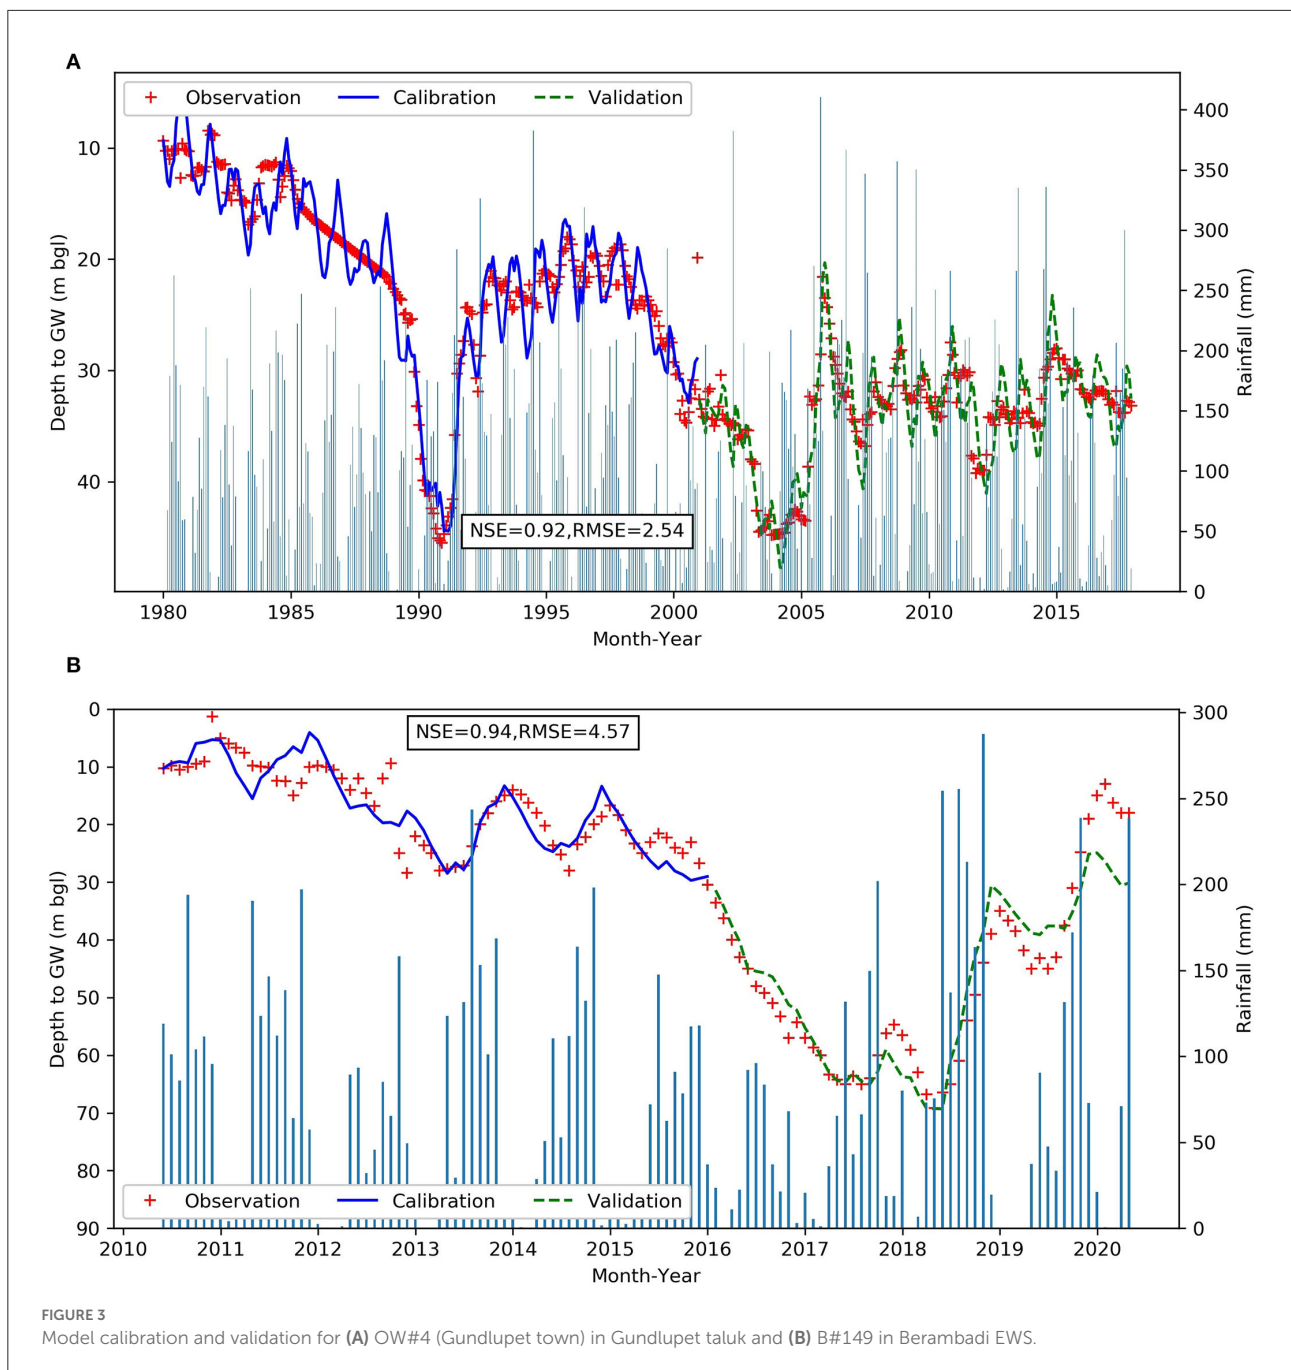 A
Observation Calibration Validation
10
20
30
40
Depth to GW (m bgl)
400
350
300
250
200
150
100
50
0
Rainfall (mm)
NSE=0.92,RMSE=2.54
1980 1985 1990 1995 2000 2005 2010 2015
Month-Year
B
0
10
20
30
40
50
60
70
80
90
Depth to GW (m bgl)
NSE=0.94,RMSE=4.57
300
250
200
150
100
50
0
Rainfall (mm)
Observation Calibration Validation
2010 2011 2012 2013 2014 2015 2016 2017 2018 2019 2020
Month-Year
FIGURE 3
Model calibration and validation for (A) OW#4 (Gundlupet town) in Gundlupet taluk and (B) B#149 in Berambadi EWS.